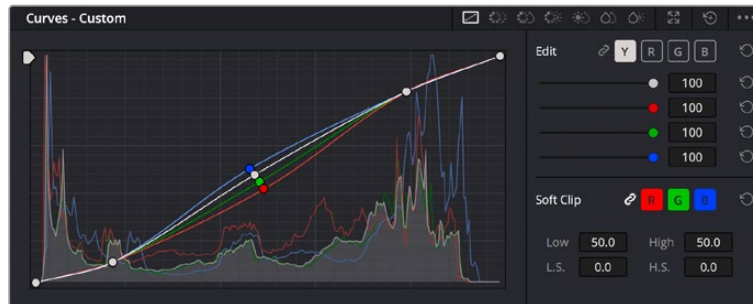 Curves - Custom
Edit Y R G B
100
100
100
100
Soft Clip R G B
Low 50.0 High 50.0
L.S. 0.0 H.S. 0.0